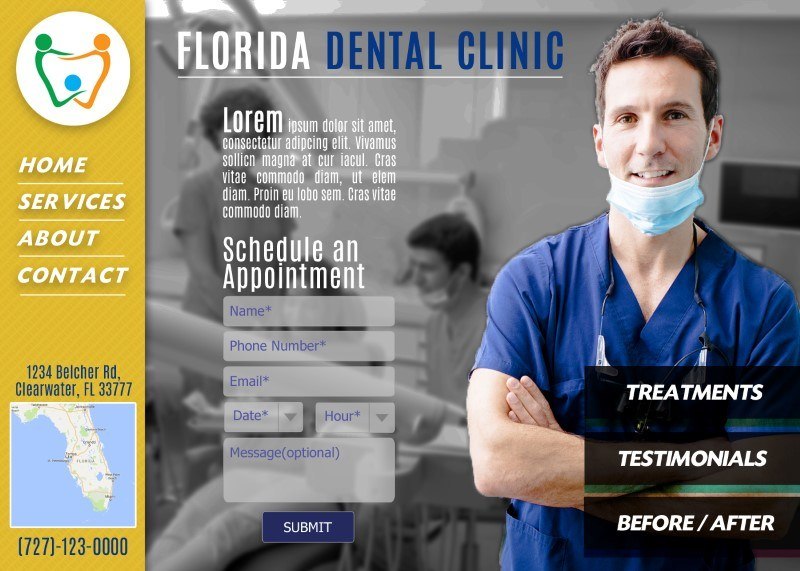 FLORIDA DENTAL CLINIC
HOME
SERVICES
ABOUT
CONTACT
1234 Belcher Rd,
Clearwater, FL 33777
(727)-123-0000
Lorem ipsum dolor sit amet,
consectetur adipcing elit. Vivamus
sollicn magna at cur iacul. Cras
vitae commodo diam, ut elem
diam. Proin eu lobo sem. Cras vitae
commodo diam.
Schedule an
Appointment
Name*
Phone Number*
Email*
Date* Hour*
Message(optional)
SUBMIT
TREATMENTS
TESTIMONIALS
BEFORE / AFTER
FLORIDA